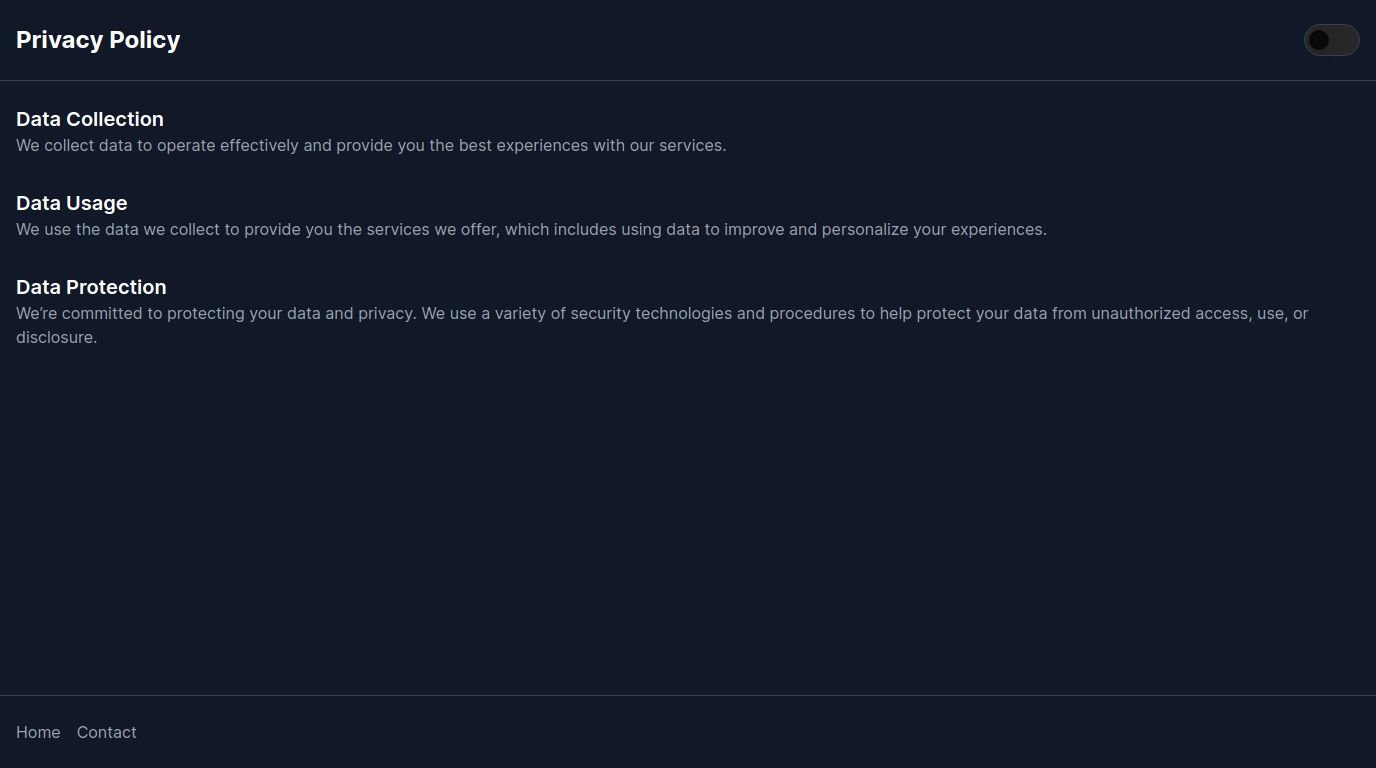 Privacy Policy
Data Collection
We collect data to operate effectively and provide you the best experiences with our services.
Data Usage
We use the data we collect to provide you the services we offer, which includes using data to improve and personalize your experiences.
Data Protection
We’re committed to protecting your data and privacy. We use a variety of security technologies and procedures to help protect your data from unauthorized access, use, or
disclosure.
Home Contact